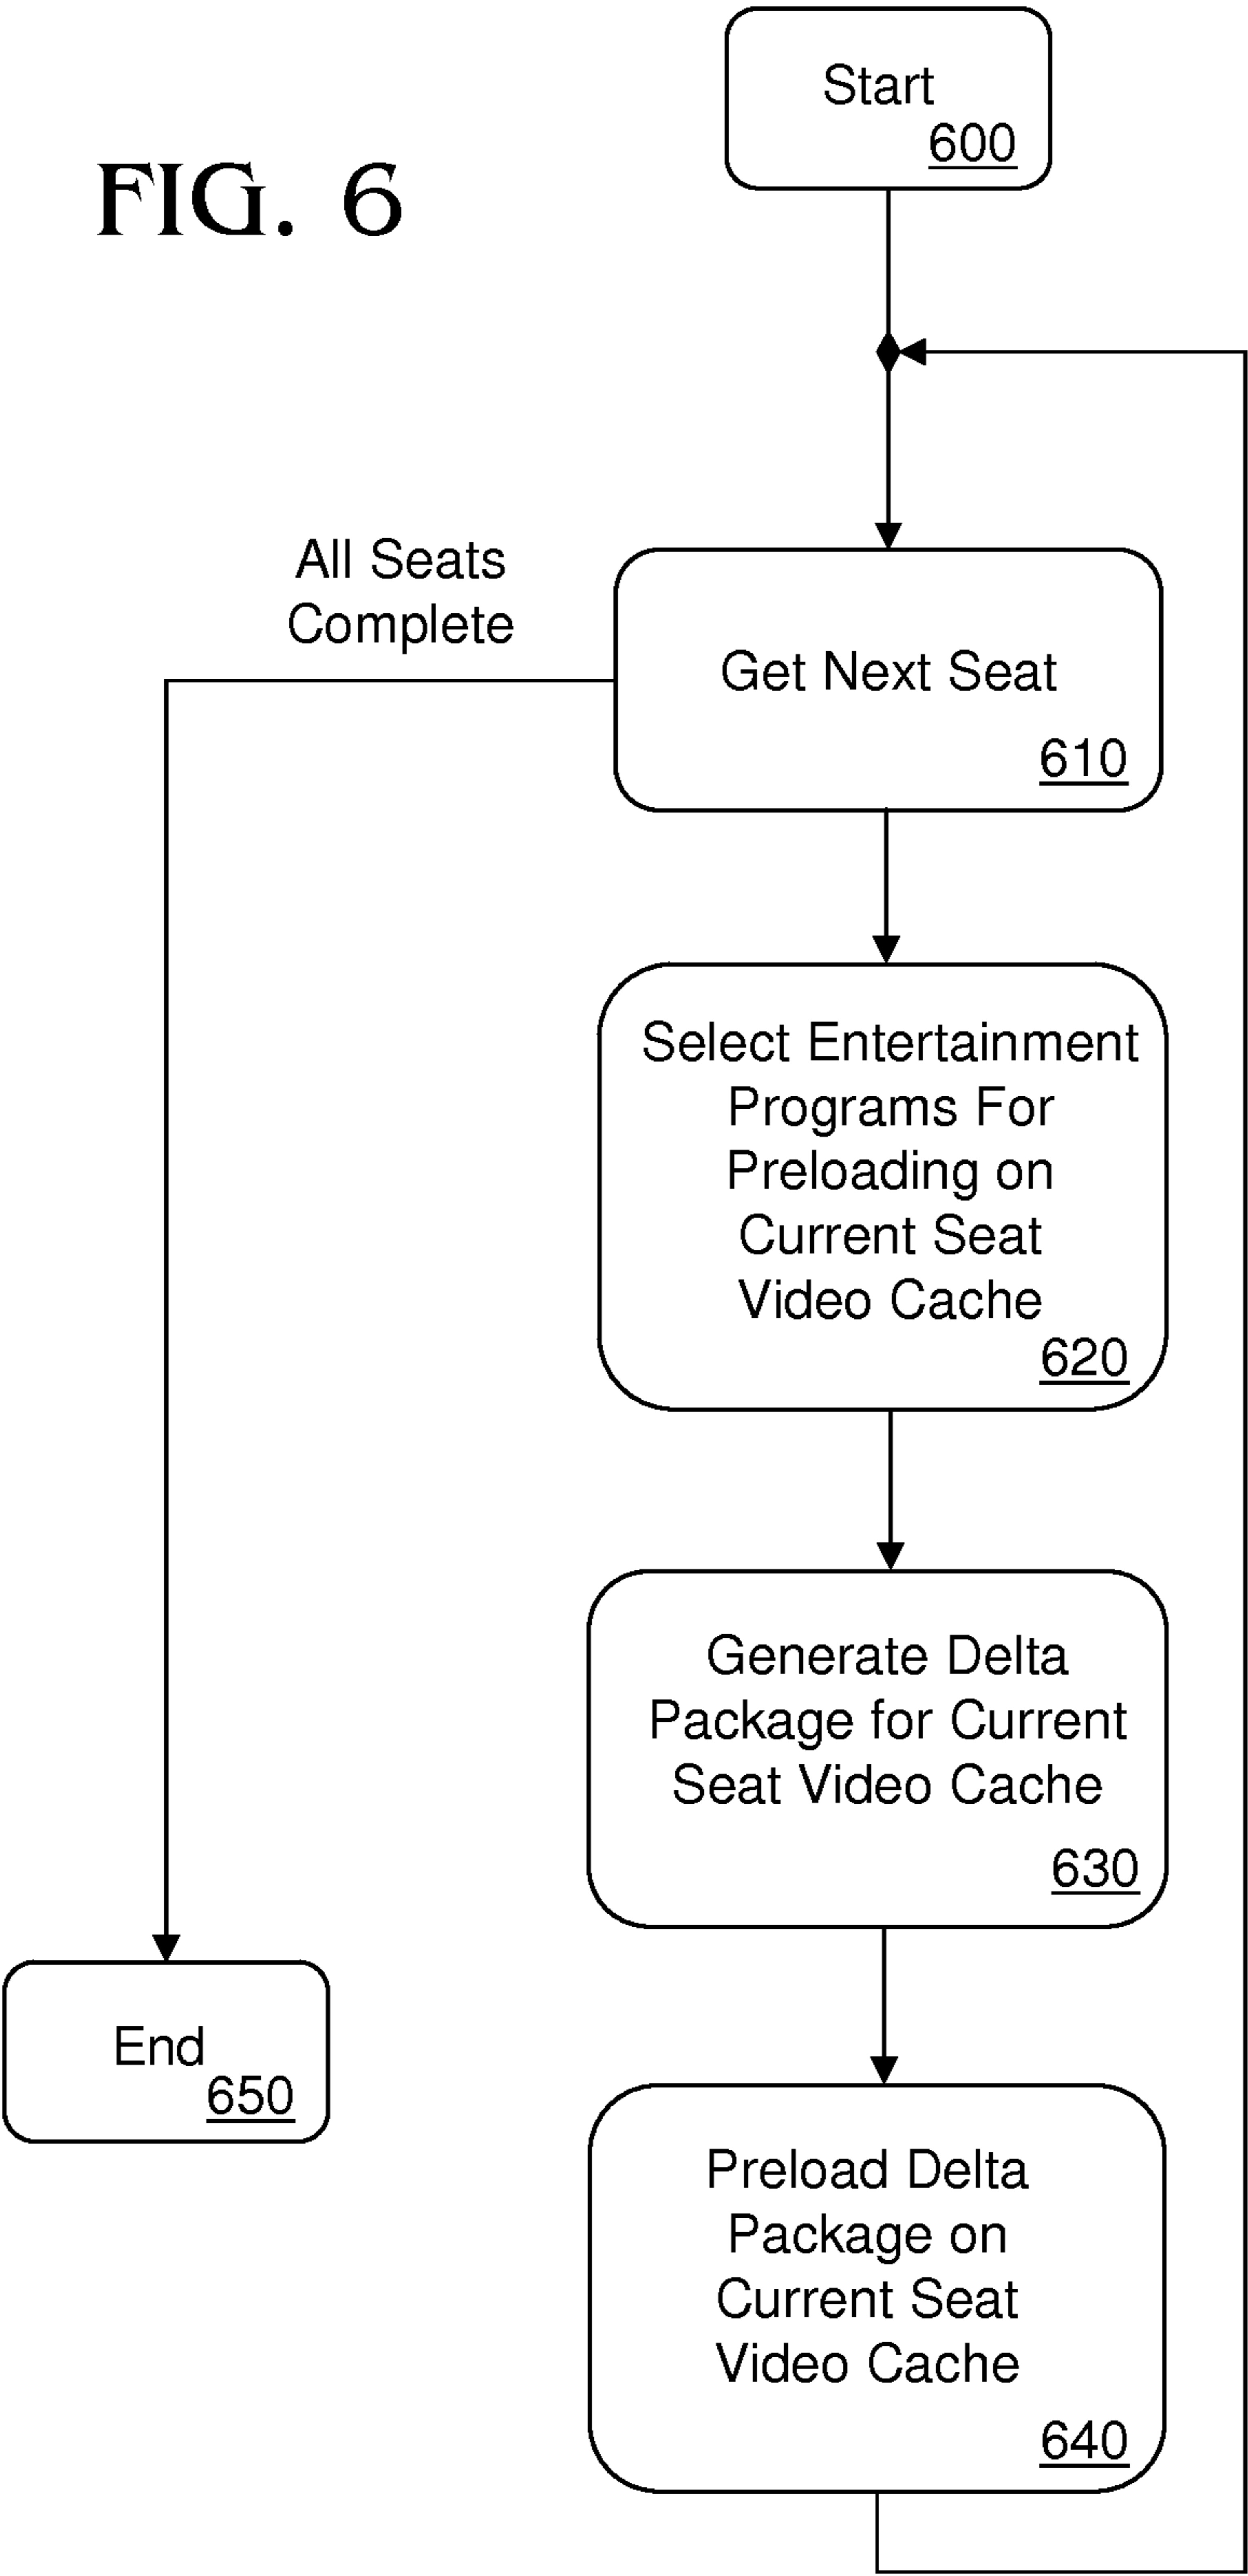 Start
600
FIG. 6
All Seats
Complete
Get Next Seat
610
Select Entertainment
Programs For
Preloading on
Current Seat
Video Cache
620
Generate Delta
Package for Current
Seat Video Cache
630
End
650
Preload Delta
Package on
Current Seat
Video Cache
640